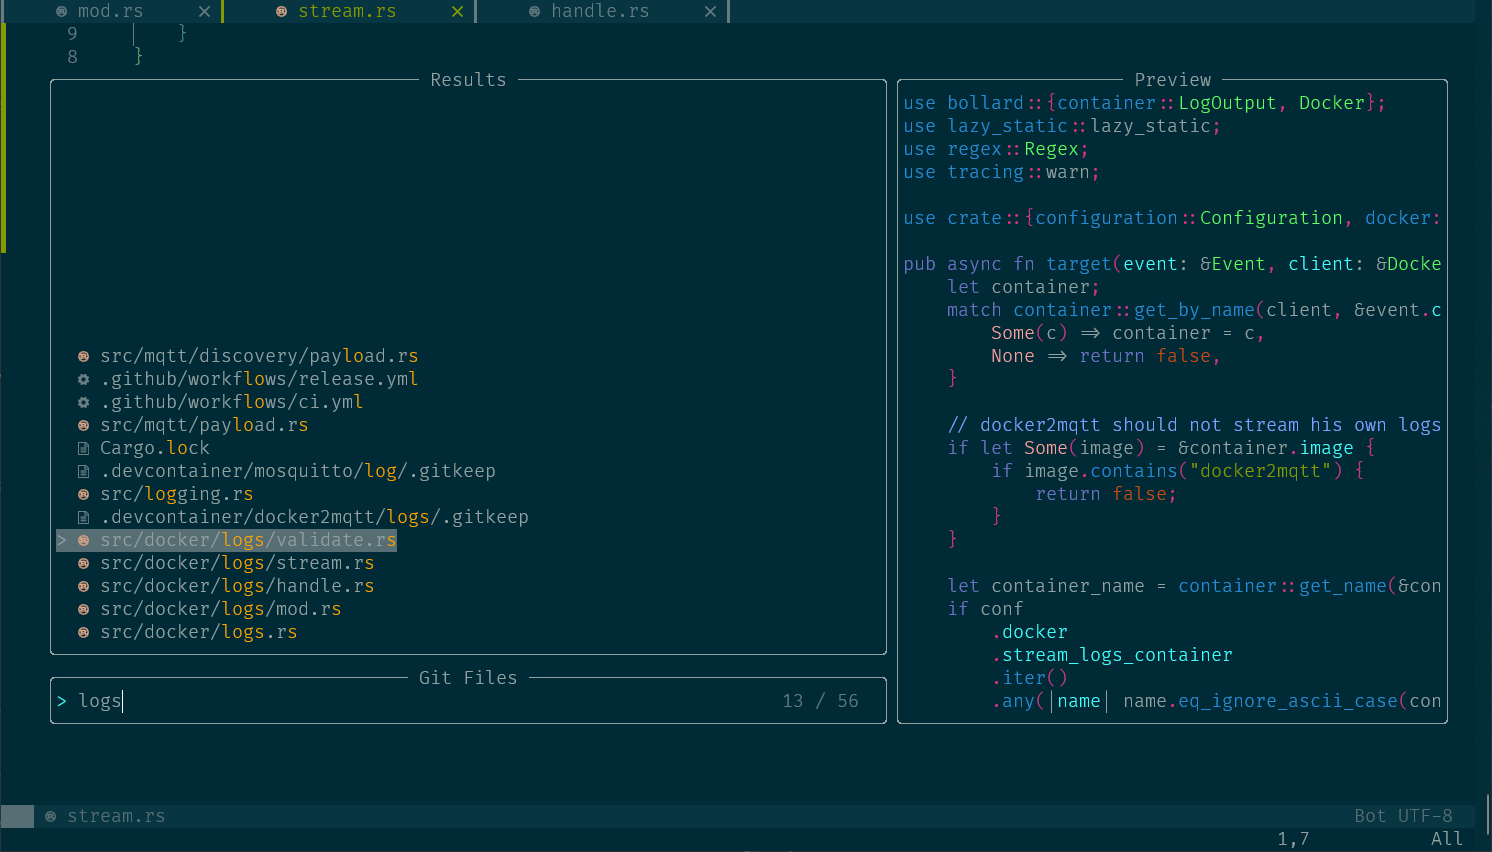 mod.rs × stream.rs × handle.rs ×
9 }
8 }
Results
src/mqtt/discovery/payload.rs
.github/workflows/release.yml
.github/workflows/ci.yml
src/mqtt/payload.rs
Cargo.lock
.devcontainer/mosquitto/log/.gitkeep
src/logging.rs
.devcontainer/docker2mqtt/logs/.gitkeep
> src/docker/logs/validate.rs
src/docker/logs/stream.rs
src/docker/logs/handle.rs
src/docker/logs/mod.rs
src/docker/logs.rs
Git Files
> logs 13 / 56
Preview
use bollard::{container::LogOutput, Docker};
use lazy_static::lazy_static;
use regex::Regex;
use tracing::warn;
use crate::{configuration::Configuration, docker:
pub async fn target(event: &Event, client: &Docke
let container;
match container::get_by_name(client, &event.c
Some(c) => container = c,
None => return false,
}
// docker2mqtt should not stream his own logs
if let Some(image) = &container.image {
if image.contains("docker2mqtt") {
return false;
}
}
let container_name = container::get_name(&con
if conf
.docker
.stream_logs_container
.iter()
.any(|name| name.eq_ignore_ascii_case(con
stream.rs Bot UTF-8
1,7 All